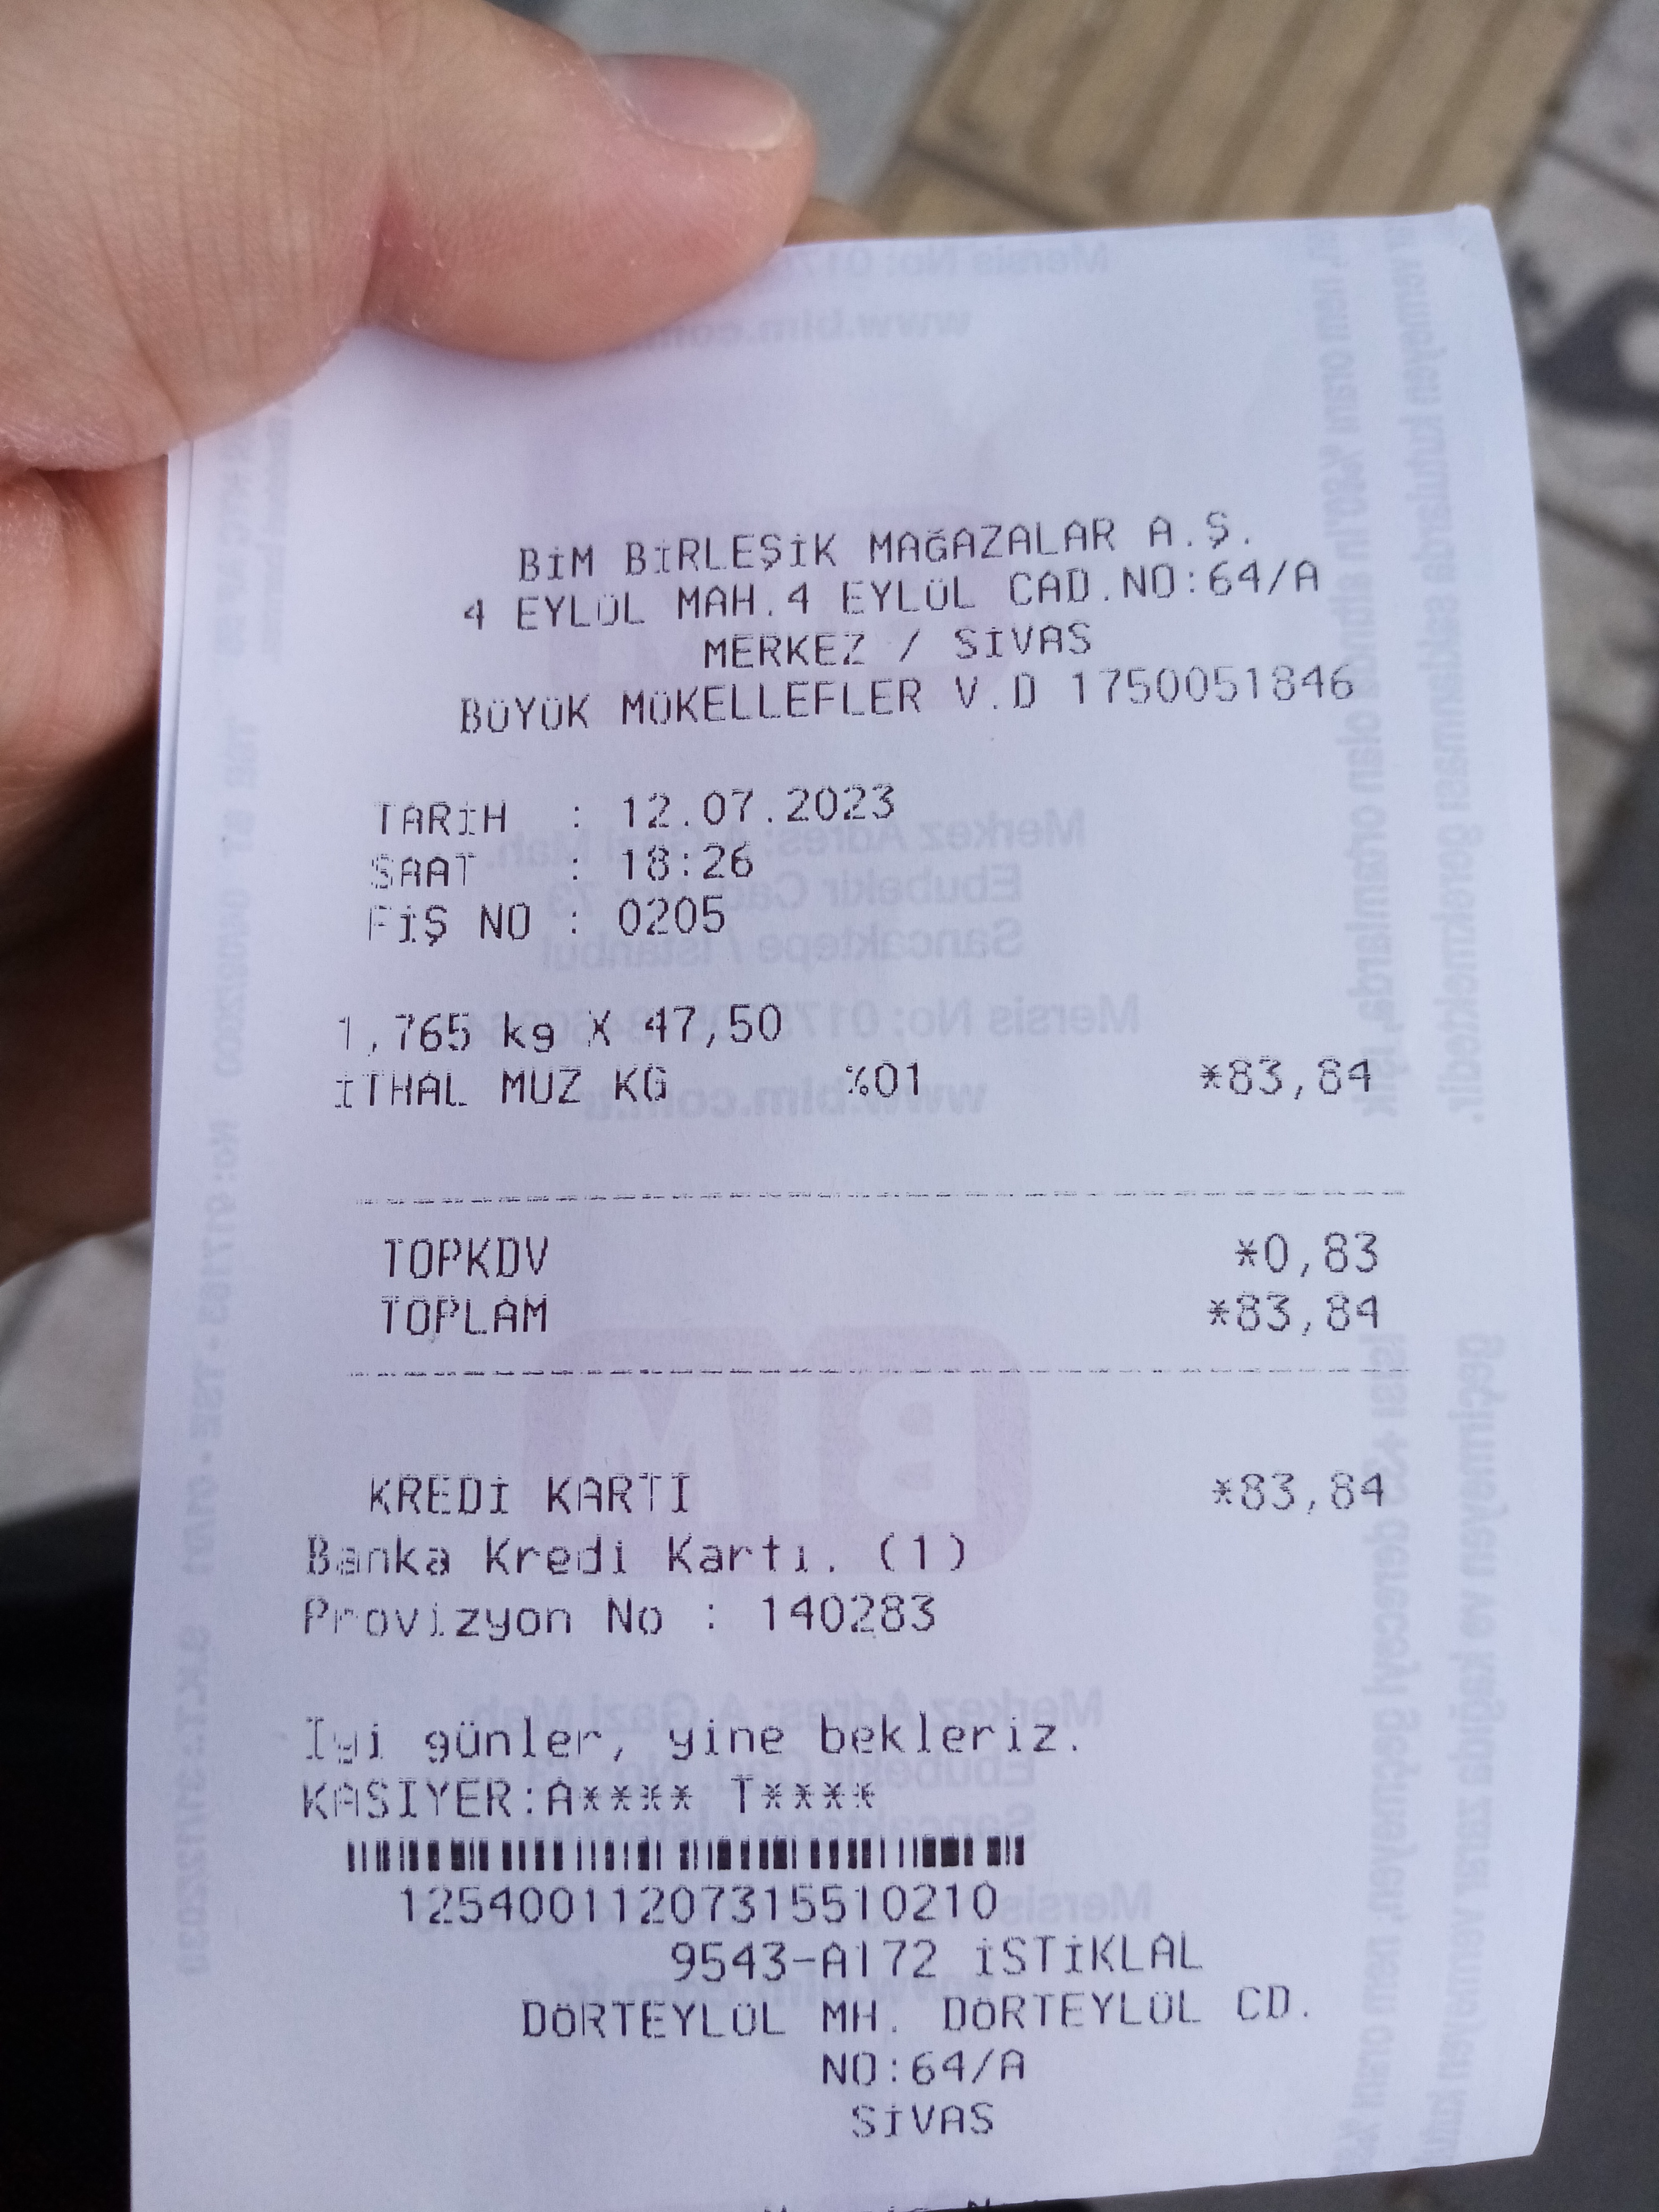 BİM BİRLEŞİK MAĞAZALAR A.Ş.
4 EYLÜL MAH.4 EYLÜL CAD.NO:64/A
MERKEZ / SİVAS
BÜYÜK MÜKELLEFLER V.D 1750051846
TARİH : 12.07.2023
SAAT : 18:26
FİŞ NO : 0205
1,765 kg X 47,50
İTHAL MUZ KG %01 *83,84
TOPKDV *0,83
TOPLAM *83,84
KREDİ KARTI *83,84
Banka Kredi Kartı. (1)
Provizyon No : 140283
İyi günler, yine bekleriz.
KASİYER:A**** T****
12540011207315510210
9543-A172 İSTİKLAL
DÖRTEYLÜL MH. DÖRTEYLÜL CD.
NO:64/A
SİVAS